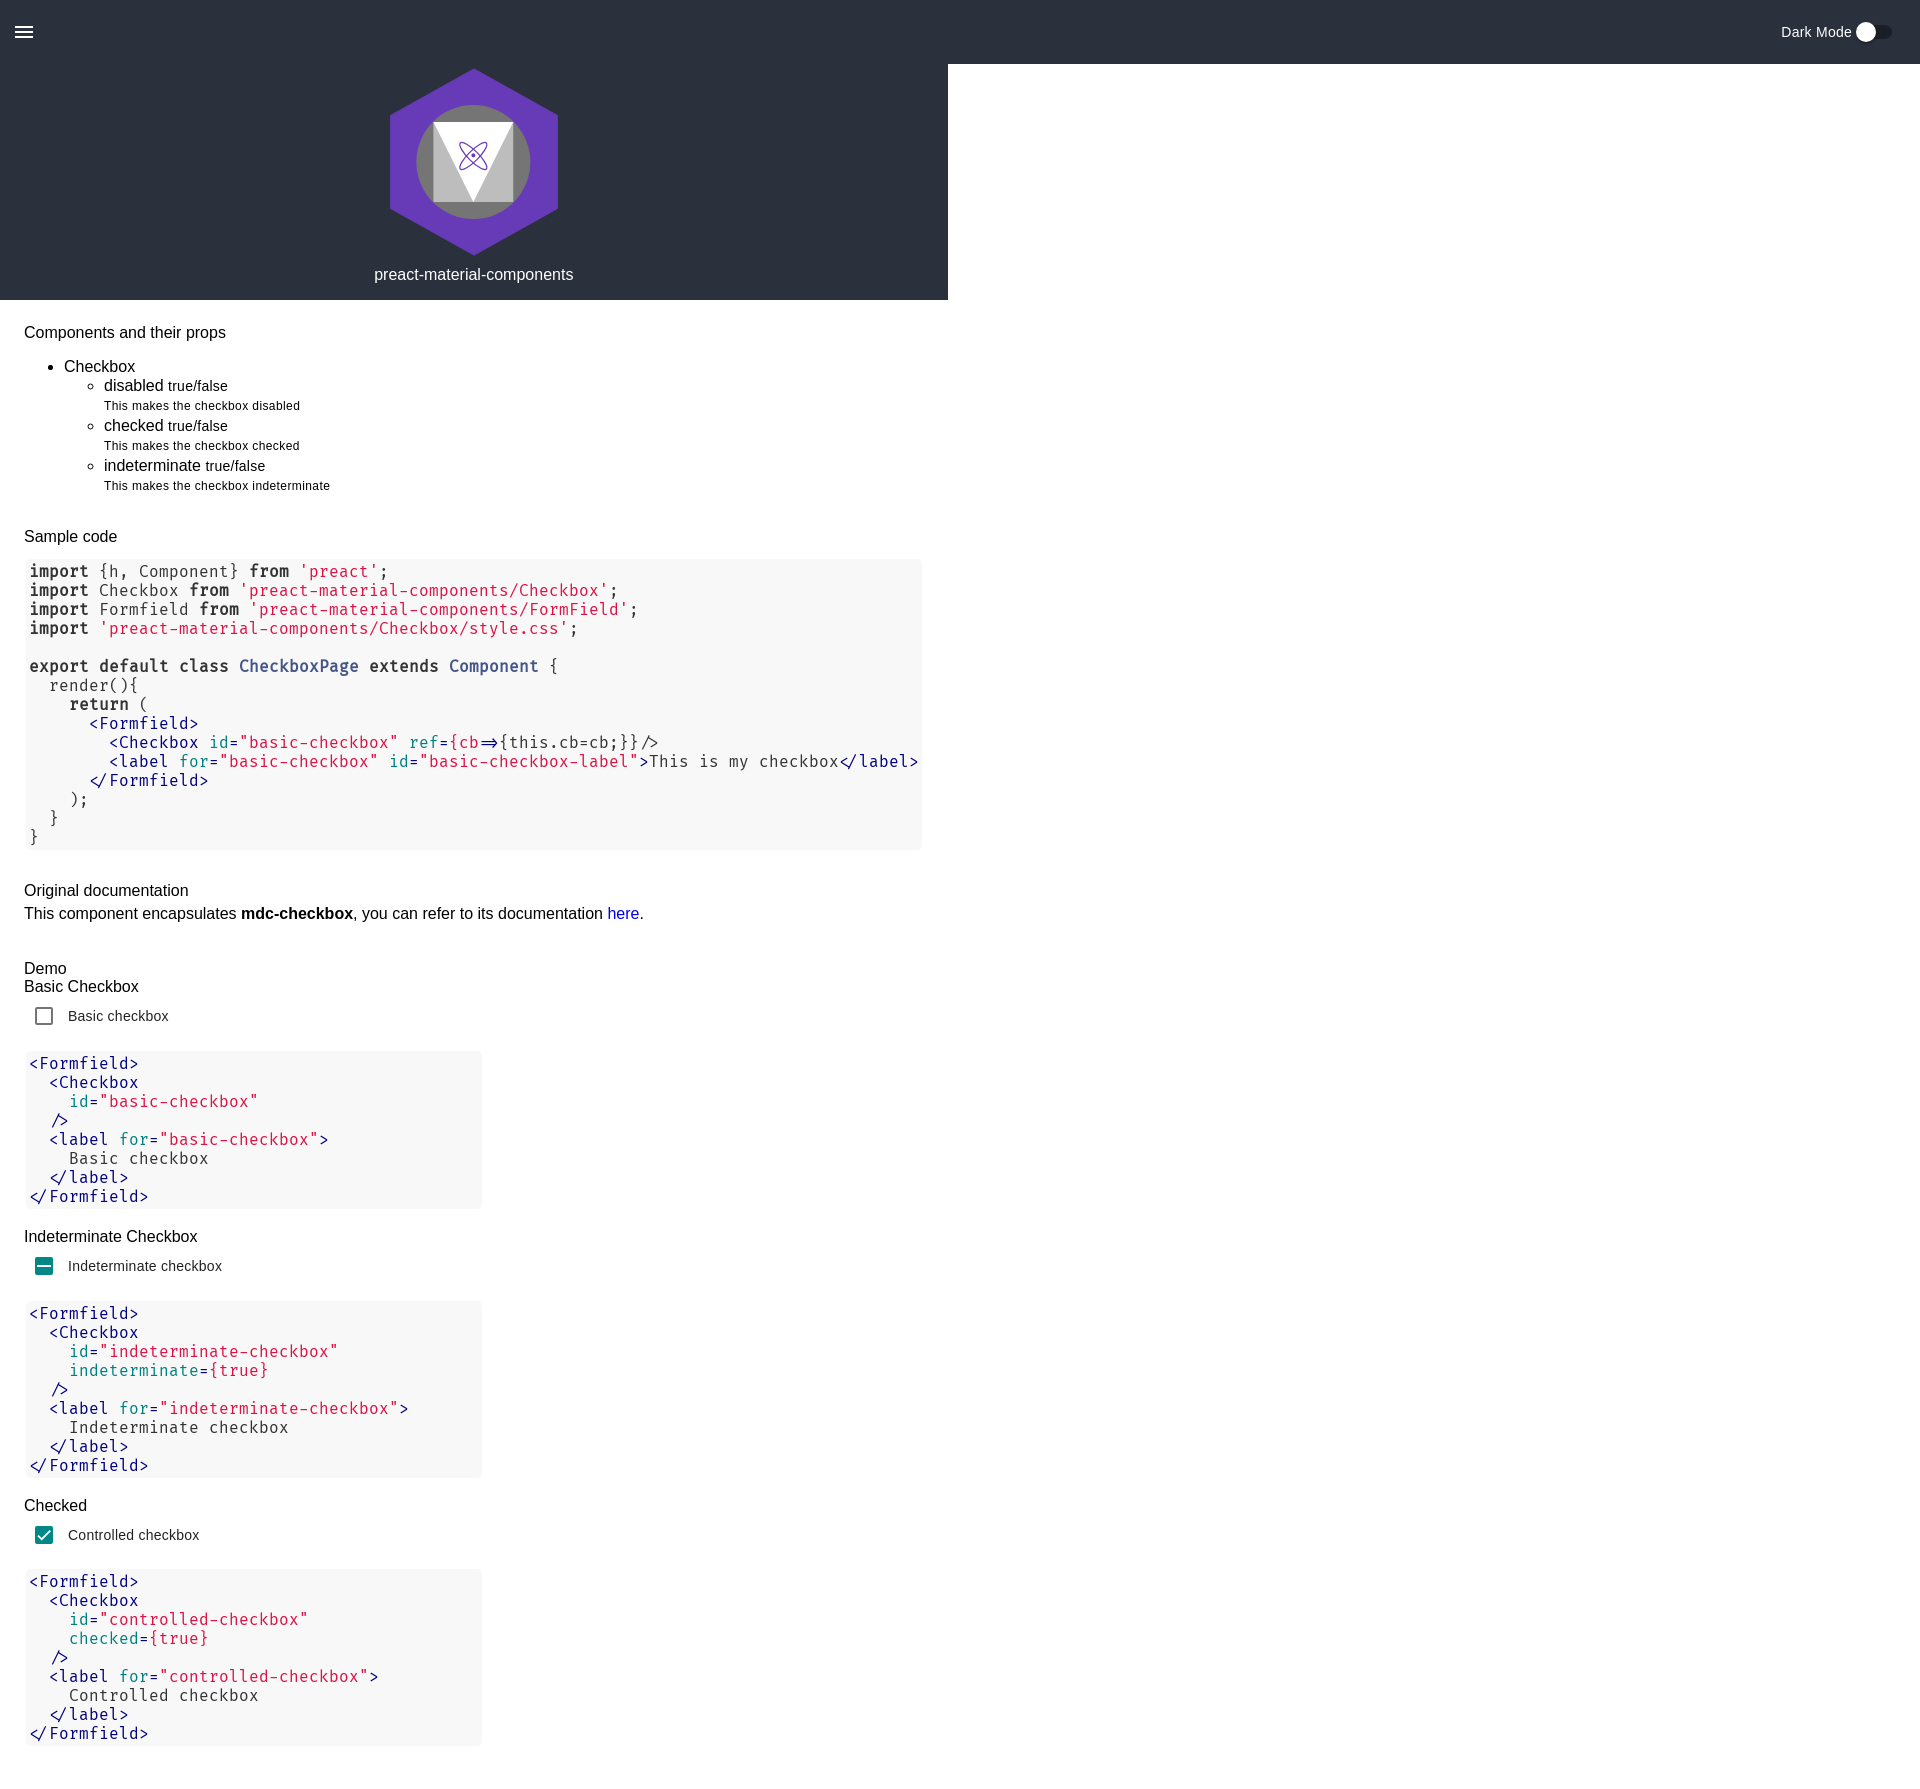 Dark Mode
preact-material-components
Components and their props
Checkbox
disabled true/false
This makes the checkbox disabled
checked true/false
This makes the checkbox checked
indeterminate true/false
This makes the checkbox indeterminate
Sample code
import {h, Component} from 'preact';
import Checkbox from 'preact-material-components/Checkbox';
import Formfield from 'preact-material-components/FormField';
import 'preact-material-components/Checkbox/style.css';
export default class CheckboxPage extends Component {
render(){
return (
<Formfield>
<Checkbox id="basic-checkbox" ref={cb=>{this.cb=cb;}}/>
<label for="basic-checkbox" id="basic-checkbox-label">This is my checkbox</label>
</Formfield>
);
}
}
Original documentation
This component encapsulates mdc-checkbox, you can refer to its documentation here.
Demo
Basic Checkbox
Basic checkbox
<Formfield>
<Checkbox
id="basic-checkbox"
/>
<label for="basic-checkbox">
Basic checkbox
</label>
</Formfield>
Indeterminate Checkbox
Indeterminate checkbox
<Formfield>
<Checkbox
id="indeterminate-checkbox"
indeterminate={true}
/>
<label for="indeterminate-checkbox">
Indeterminate checkbox
</label>
</Formfield>
Checked
Controlled checkbox
<Formfield>
<Checkbox
id="controlled-checkbox"
checked={true}
/>
<label for="controlled-checkbox">
Controlled checkbox
</label>
</Formfield>